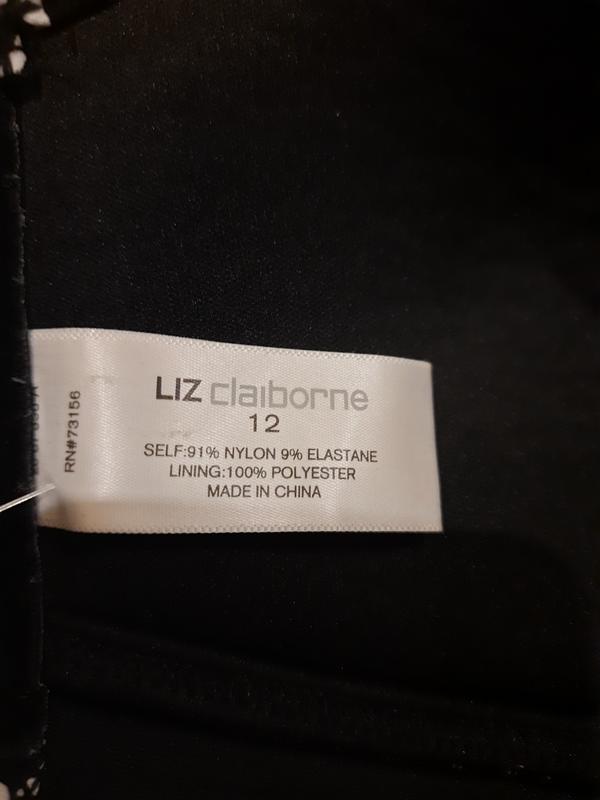 LIZ claiborne
12
SELF:91% NYLON 9% ELASTANE
LINING:100% POLYESTER
MADE IN CHINA
RN#73156